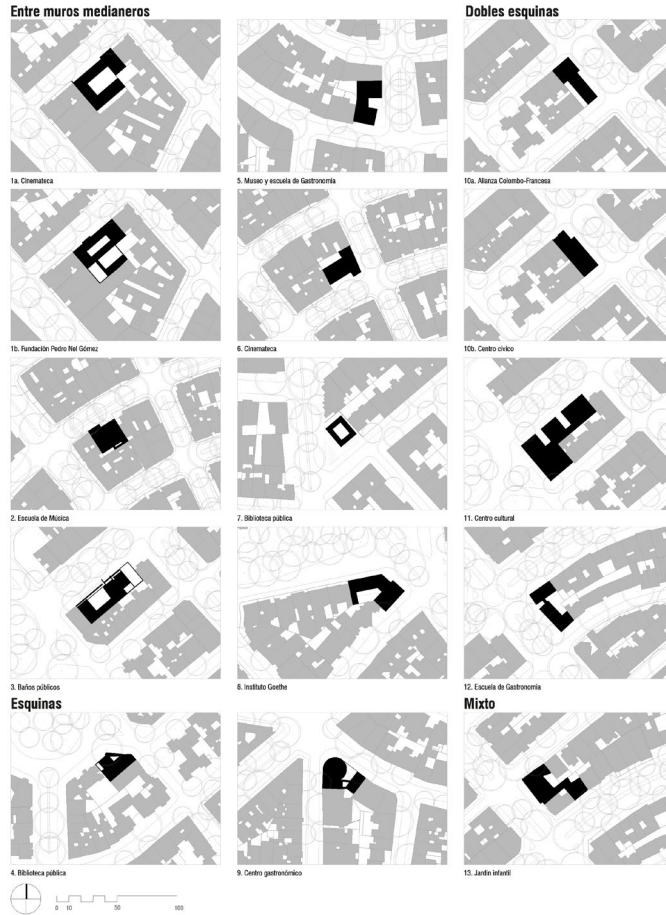 Entre muros medianeros
1a. Cinemateca
1b. Fundación Pedro Nel Gómez
2. Escuela de Música
3. Baños públicos
Esquinas
4. Biblioteca pública
5. Museo y escuela de Gastronomía
6. Cinemateca
7. Biblioteca pública
8. Instituto Goethe
9. Centro gastronómico
Dobles esquinas
10a. Alianza Colombo-Francesa
10b. Centro cívico
11. Centro cultural
12. Escuela de Gastronomía
Mixto
13. Jardín infantil
0 10 50 100